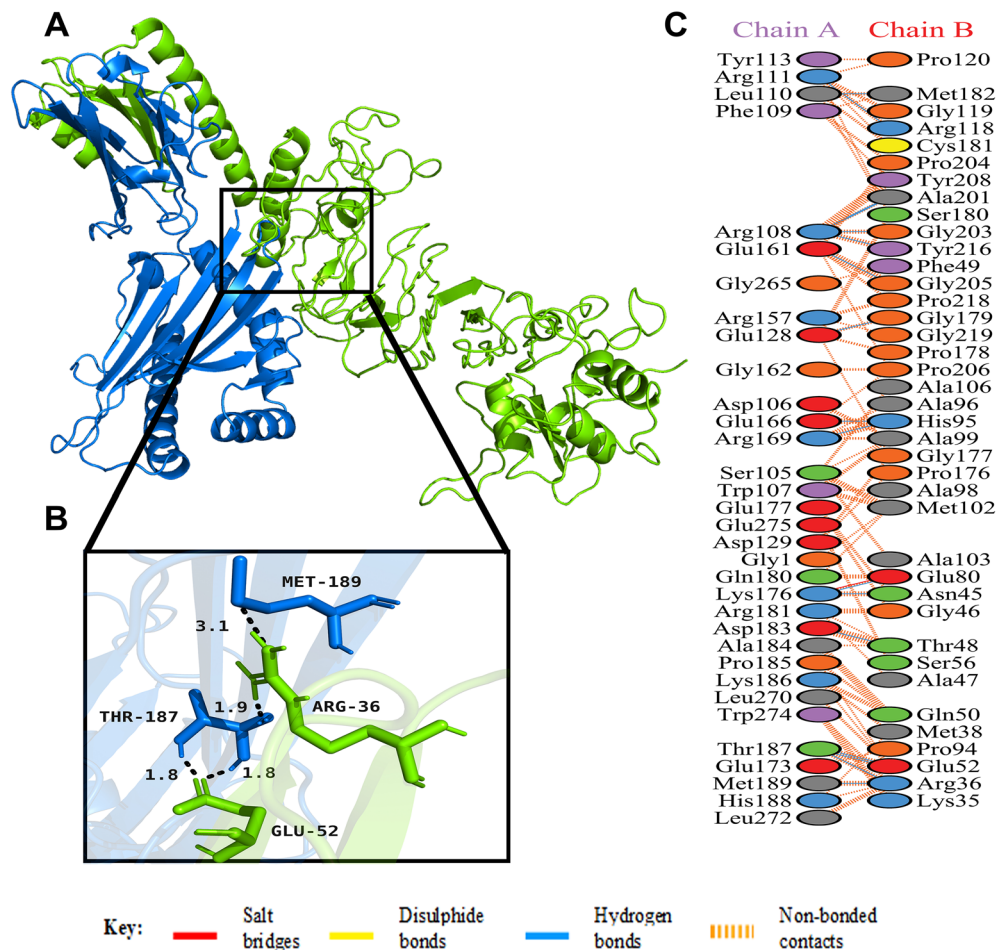 A
C
Chain A Chain B
Tyr113 Pro120
Arg111
Leu110 Met182
Phe109 Gly119
Arg118
Cys181
Pro204
Tyr208
Ala201
Ser180
Arg108 Gly203
Glu161 Tyr216
Phe49
Gly265 Gly205
Pro218
Arg157 Gly179
Glu128 Gly219
Pro178
Gly162 Pro206
Ala106
Asp106 Ala96
Glu166 His95
Arg169 Ala99
Gly177
Ser105 Pro176
Trp107 Ala98
Glu177 Met102
Glu275
Asp129
Gly1 Ala103
Gln180 Glu80
Lys176 Asn45
Arg181 Gly46
Asp183
Ala184 Thr48
Pro185 Ser56
Lys186 Ala47
Leu270
Trp274 Gln50
Met38
Thr187 Pro94
Glu173 Glu52
Met189 Arg36
His188 Lys35
Leu272
B
MET-189
3.1
THR-187 1.9 ARG-36
1.8 1.8
GLU-52
Key: Salt bridges Disulphide bonds Hydrogen bonds Non-bonded contacts